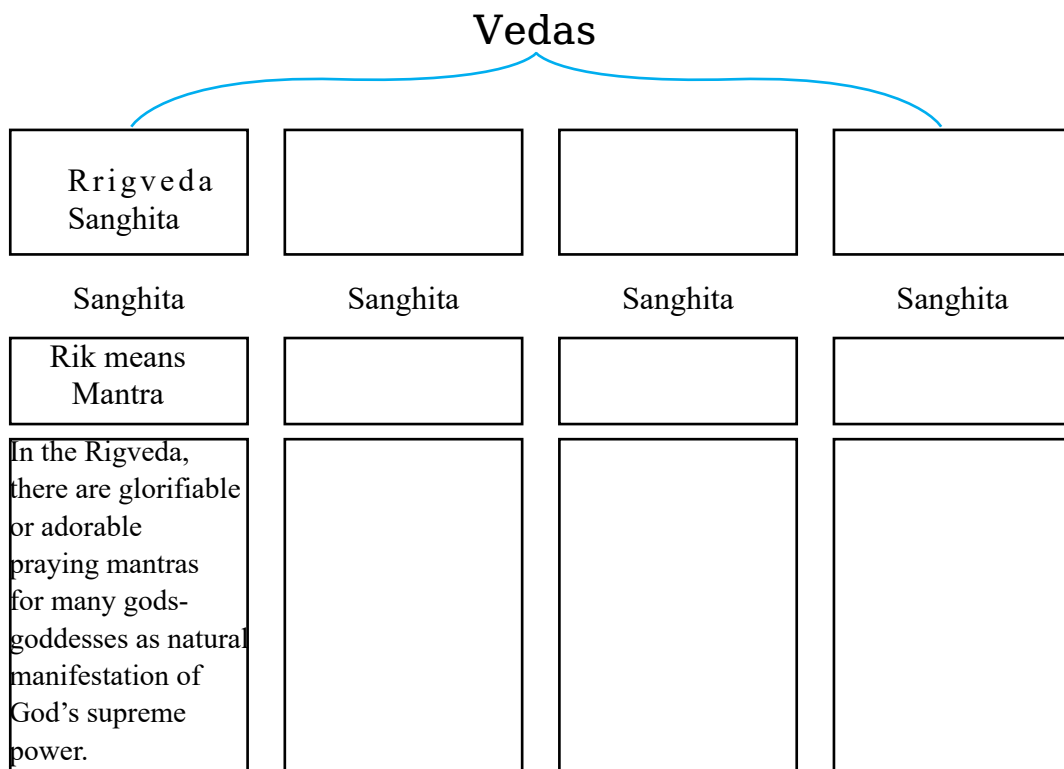 Vedas
Rrigveda
Sanghita
Sanghita
Sanghita
Sanghita
Sanghita
Rik means
Mantra
In the Rigveda,
there are glorifiable
or adorable
praying mantras
for many gods-
goddesses as natural
manifestation of
God’s supreme
power.